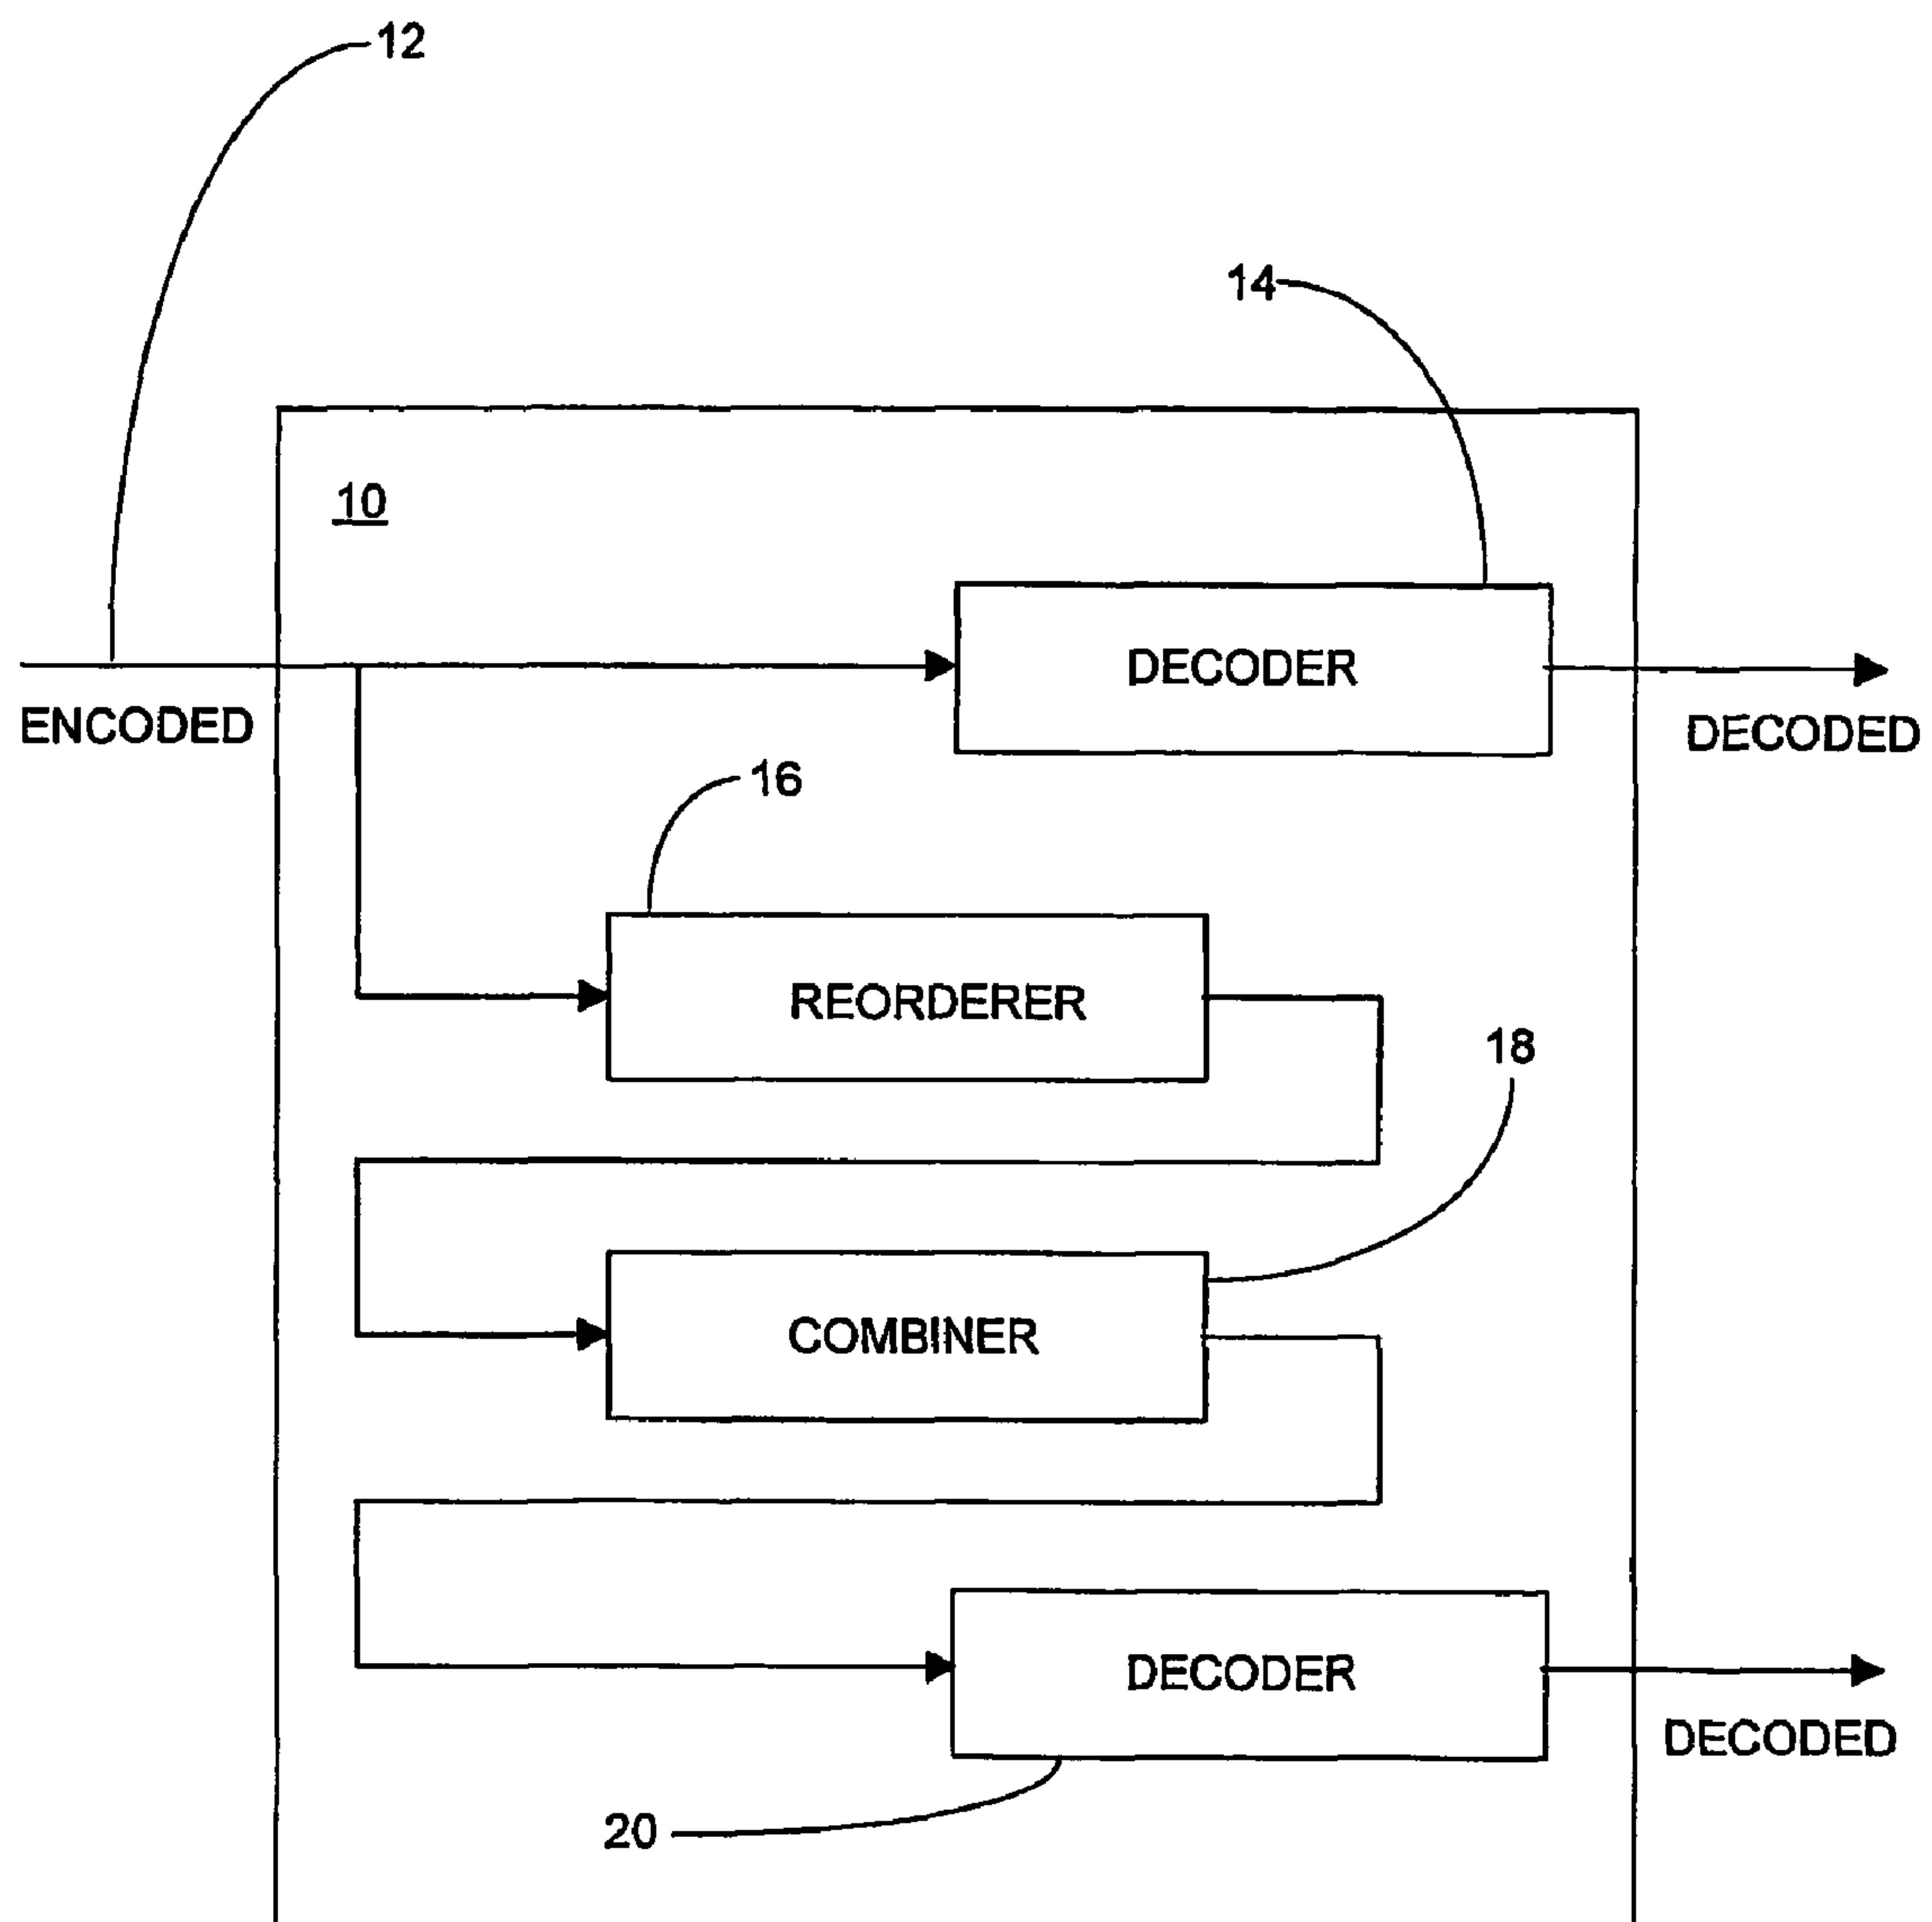 12
14
10
DECODER
ENCODED
DECODED
16
REORDERER
18
COMBINER
DECODER
DECODED
20